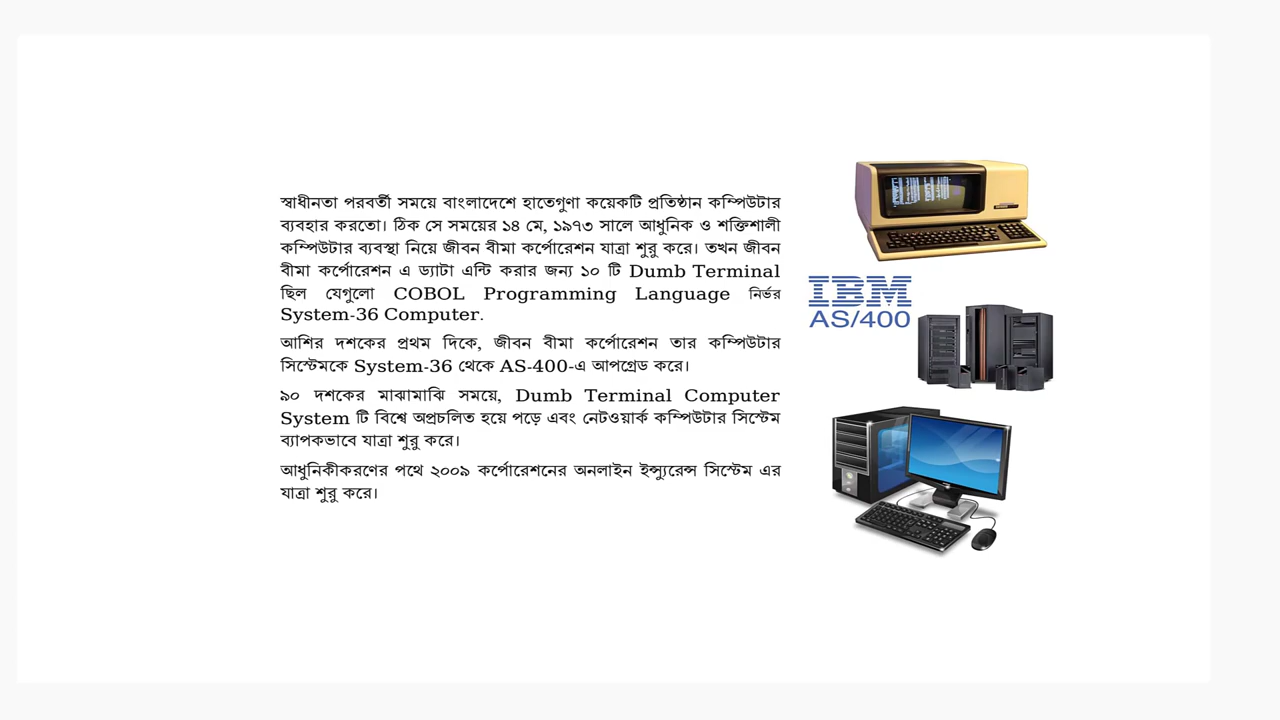 স্বাধীনতা পরবর্তী সময়ে বাংলাদেশে হাতেগুণা কয়েকটি প্রতিষ্ঠান কম্পিউটার
ব্যবহার করতো। ঠিক সে সময়ের ১৪ মে, ১৯৭৩ সালে আধুনিক ও শক্তিশালী
কম্পিউটার ব্যবস্থা নিয়ে জীবন বীমা কর্পোরেশন যাত্রা শুরু করে। তখন জীবন
বীমা কর্পোরেশন এ ড্যাটা এন্টি করার জন্য ১০ টি Dumb Terminal
ছিল যেগুলো COBOL Programming Language নির্ভর
System-36 Computer.
আশির দশকের প্রথম দিকে, জীবন বীমা কর্পোরেশন তার কম্পিউটার
সিস্টেমকে System-36 থেকে AS-400-এ আপগ্রেড করে।
৯০ দশকের মাঝামাঝি সময়ে, Dumb Terminal Computer
System টি বিশ্বে অপ্রচলিত হয়ে পড়ে এবং নেটওয়ার্ক কম্পিউটার সিস্টেম
ব্যাপকভাবে যাত্রা শুরু করে।
আধুনিকীকরণের পথে ২০০৯ কর্পোরেশনের অনলাইন ইন্স্যুরেন্স সিস্টেম এর
যাত্রা শুরু করে।
IBM
AS/400